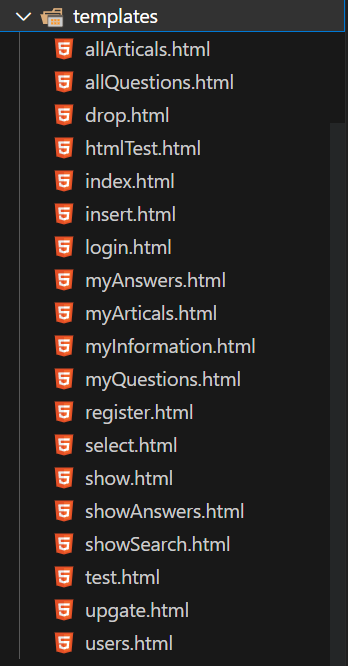 templates
allArticals.html
allQuestions.html
drop.html
htmlTest.html
index.html
insert.html
login.html
myAnswers.html
myArticals.html
myInformation.html
myQuestions.html
register.html
select.html
show.html
showAnswers.html
showSearch.html
test.html
upgate.html
users.html